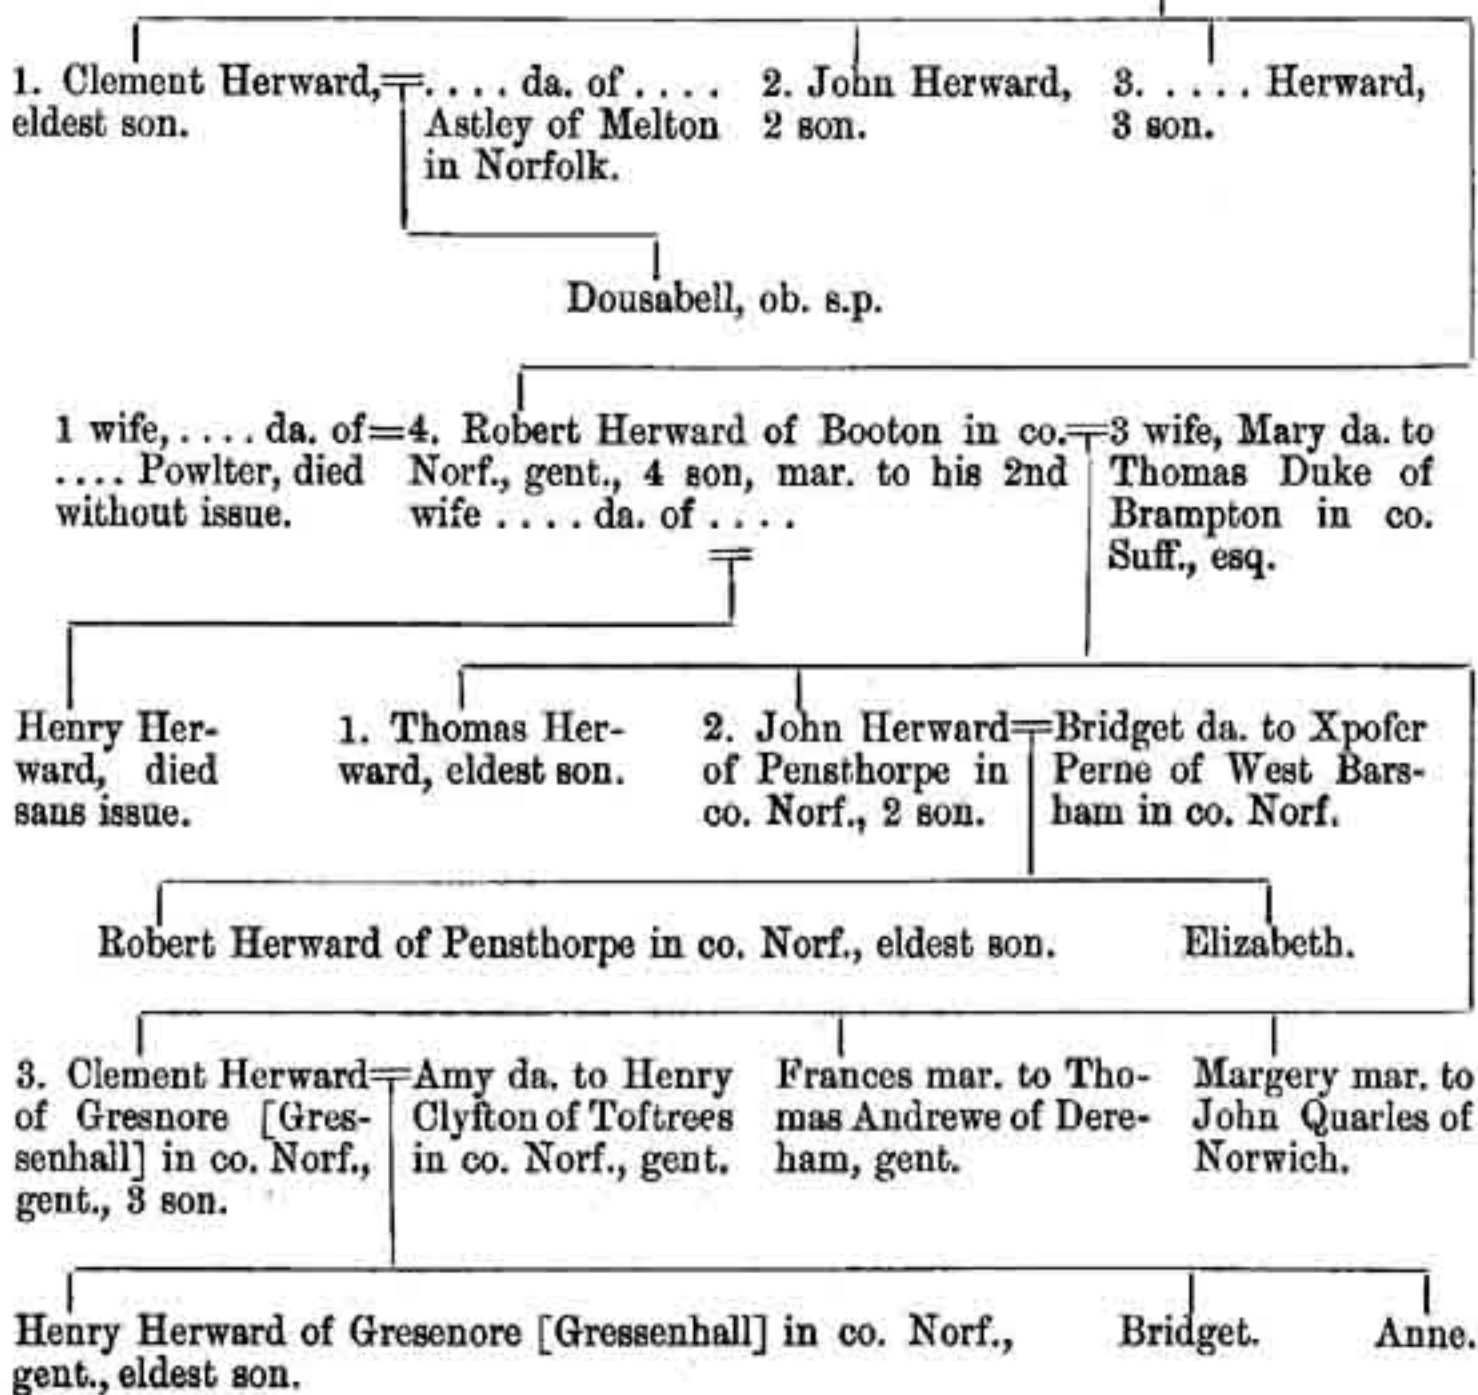 1. Clement Herward,
eldest son.
. . . . da. of . . . .
Astley of Melton
in Norfolk.
2. John Herward,
2 son.
3. . . . . . Herward,
3 son.
Dousabell, ob. s.p.
1 wife, . . . . da. of
. . . . Powlter, died
without issue.
4. Robert Herward of Booton in co.
Norf., gent., 4 son, mar. to his 2nd
wife . . . . da. of . . . .
3 wife, Mary da. to
Thomas Duke of
Brampton in co.
Suff., esq.
Henry Her-
ward, died
sans issue.
1. Thomas Her-
ward, eldest son.
2. John Herward
of Pensthorpe in
co. Norf., 2 son.
Bridget da. to Xpofer
Perne of West Bars-
ham in co. Norf.
Robert Herward of Pensthorpe in co. Norf., eldest son.
Elizabeth.
3. Clement Herward
of Gresnore [Gres-
senhall] in co. Norf.,
gent., 3 son.
Amy da. to Henry
Clyfton of Toftrees
in co. Norf., gent.
Frances mar. to Tho-
mas Andrewe of Dere-
ham, gent.
Margery mar. to
John Quarles of
Norwich.
Henry Herward of Gresenore [Gressenhall] in co. Norf.,
gent., eldest son.
Bridget.
Anne.